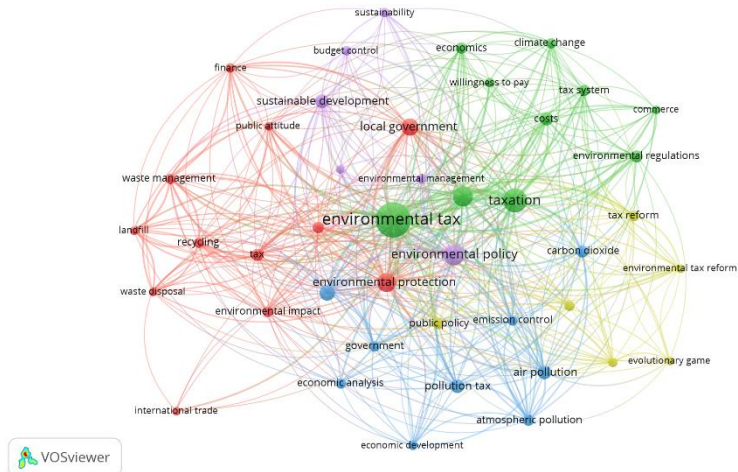 sustainability
climate change
economics
budget control
finance
willingness to pay
tax system
sustainable development
commerce
costs
public attitude
local government
environmental regulations
waste management
environmental management
taxation
environmental tax
tax reform
landfill
recycling
tax
environmental policy
carbon dioxide
environmental tax reform
environmental protection
waste disposal
environmental impact
public policy
emission control
government
evolutionary game
air pollution
economic analysis
pollution tax
international trade
atmospheric pollution
economic development
VOSviewer